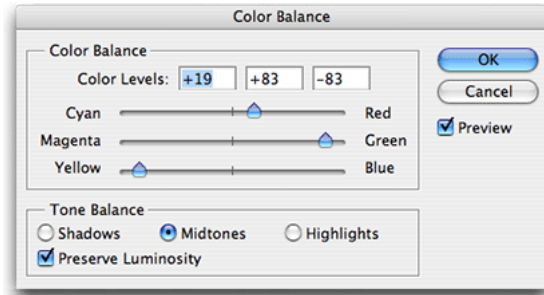 Color Balance
Color Balance
Color Levels: +19 +83 -83
Cyan Red
Magenta Green
Yellow Blue
Tone Balance
Shadows Midtones Highlights
Preserve Luminosity
OK
Cancel
Preview